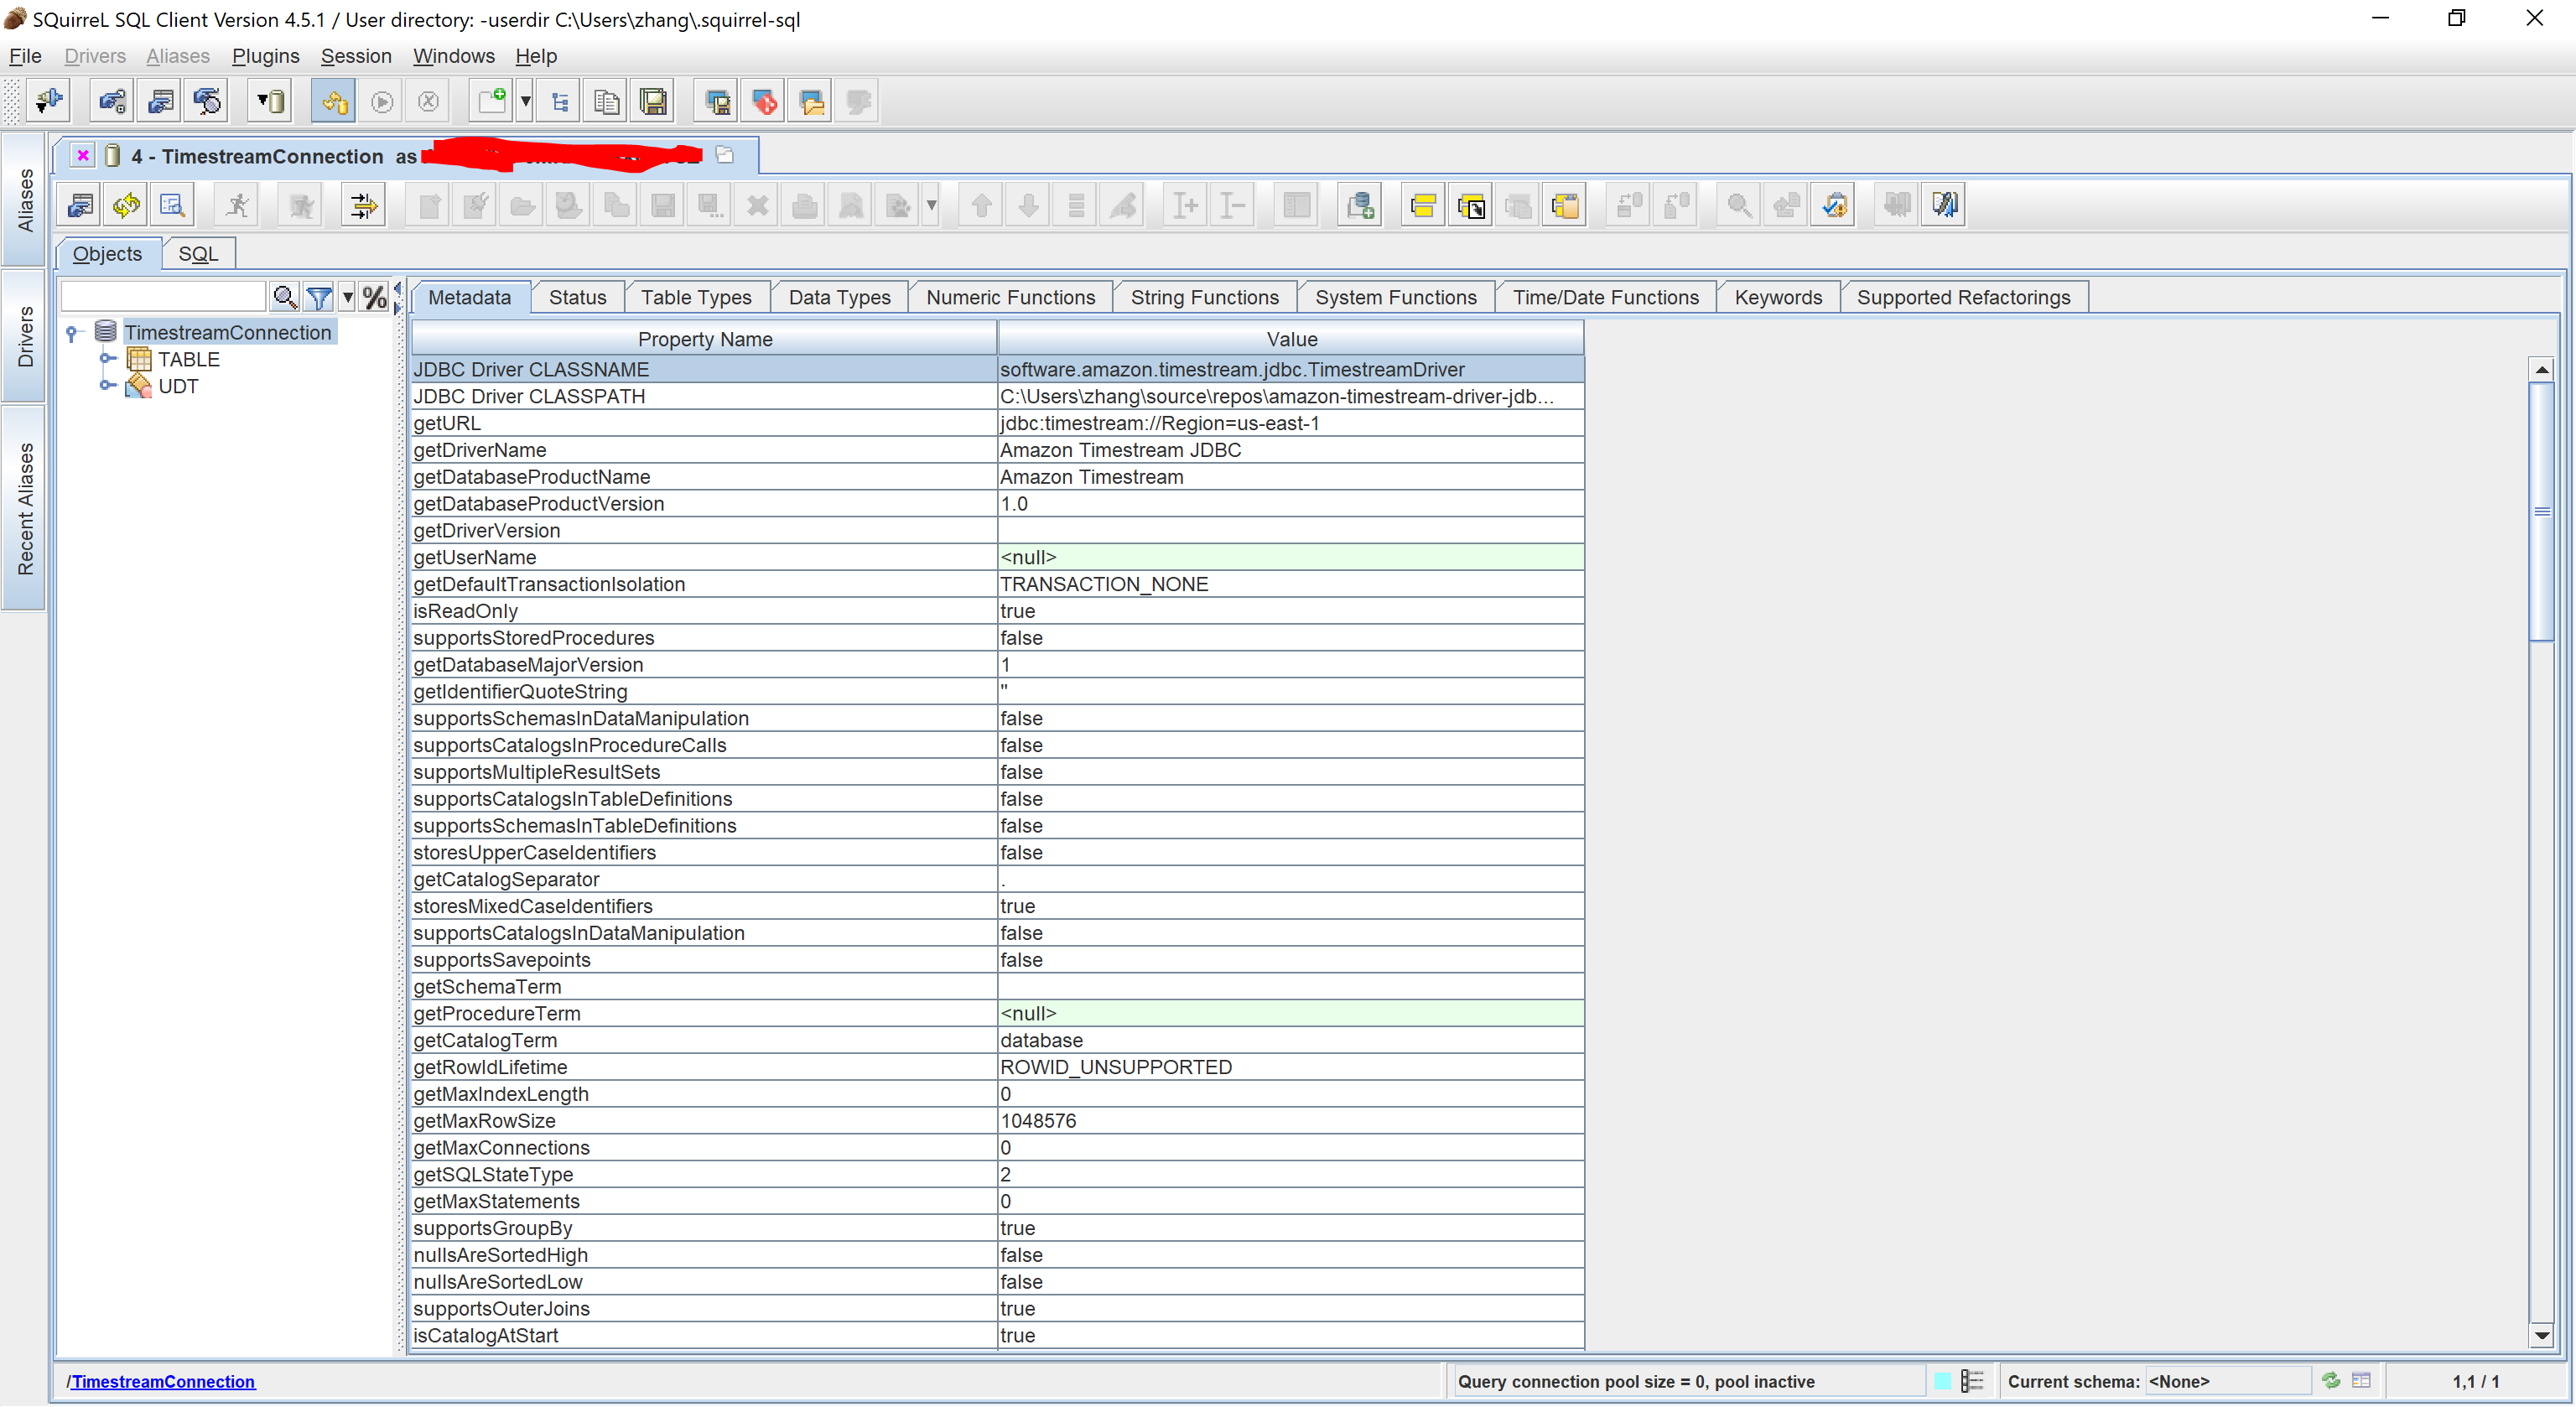 SQuirreL SQL Client Version 4.5.1 / User directory: -userdir C:\Users\zhang\.squirrel-sql
File Drivers Aliases Plugins Session Windows Help
4 - TimestreamConnection as
Aliases
Drivers
Recent Aliases
Objects SQL
%
TimestreamConnection
TABLE
UDT
Metadata Status Table Types Data Types Numeric Functions String Functions System Functions Time/Date Functions Keywords Supported Refactorings
Property Name Value
JDBC Driver CLASSNAME software.amazon.timestream.jdbc.TimestreamDriver
JDBC Driver CLASSPATH C:\Users\zhang\source\repos\amazon-timestream-driver-jdb...
getURL jdbc:timestream://Region=us-east-1
getDriverName Amazon Timestream JDBC
getDatabaseProductName Amazon Timestream
getDatabaseProductVersion 1.0
getDriverVersion
getUserName <null>
getDefaultTransactionIsolation TRANSACTION_NONE
isReadOnly true
supportsStoredProcedures false
getDatabaseMajorVersion 1
getIdentifierQuoteString "
supportsSchemasInDataManipulation false
supportsCatalogsInProcedureCalls false
supportsMultipleResultSets false
supportsCatalogsInTableDefinitions false
supportsSchemasInTableDefinitions false
storesUpperCaseIdentifiers false
getCatalogSeparator .
storesMixedCaseIdentifiers true
supportsCatalogsInDataManipulation false
supportsSavepoints false
getSchemaTerm
getProcedureTerm <null>
getCatalogTerm database
getRowIdLifetime ROWID_UNSUPPORTED
getMaxIndexLength 0
getMaxRowSize 1048576
getMaxConnections 0
getSQLStateType 2
getMaxStatements 0
supportsGroupBy true
nullsAreSortedHigh false
nullsAreSortedLow false
supportsOuterJoins true
isCatalogAtStart true
/TimestreamConnection
Query connection pool size = 0, pool inactive
Current schema: <None>
1,1 / 1